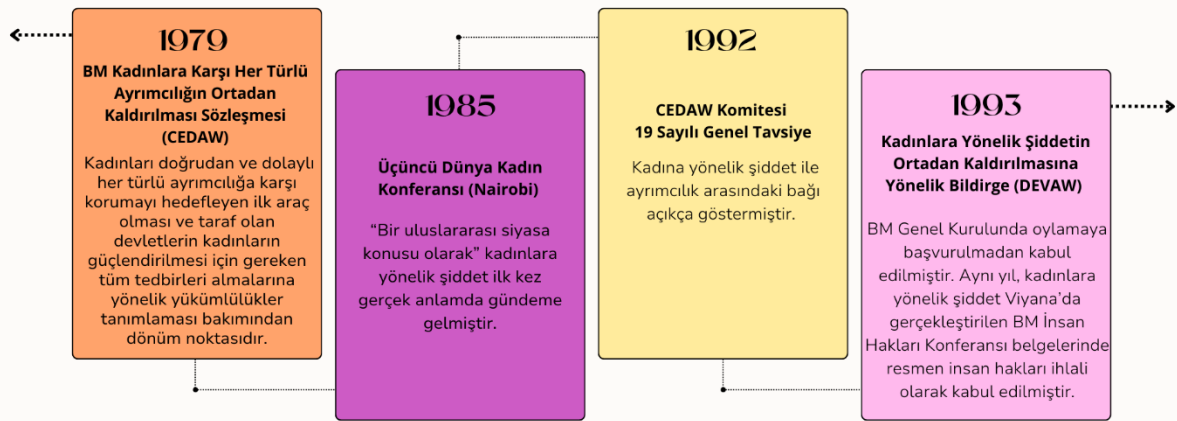 1979
BM Kadınlara Karşı Her Türlü
Ayrımcılığın Ortadan
Kaldırılması Sözleşmesi
(CEDAW)
Kadınları doğrudan ve dolaylı
her türlü ayrımcılığa karşı
korumayı hedefleyen ilk araç
olması ve taraf olan
devletlerin kadınların
güçlendirilmesi için gereken
tüm tedbirleri almalarına
yönelik yükümlülükler
tanımlaması bakımından
dönüm noktasıdır.
1985
Üçüncü Dünya Kadın
Konferansı (Nairobi)
“Bir uluslararası siyasa
konusu olarak” kadınlara
yönelik şiddet ilk kez
gerçek anlamda gündeme
gelmiştir.
1992
CEDAW Komitesi
19 Sayılı Genel Tavsiye
Kadına yönelik şiddet ile
ayrımcılık arasındaki bağı
açıkça göstermiştir.
1993
Kadınlara Yönelik Şiddetin
Ortadan Kaldırılmasına
Yönelik Bildirge (DEVAW)
BM Genel Kurulunda oylamaya
başvurulmadan kabul
edilmiştir. Aynı yıl, kadınlara
yönelik şiddet Viyana’da
gerçekleştirilen BM İnsan
Hakları Konferansı belgelerinde
resmen insan hakları ihlali
olarak kabul edilmiştir.